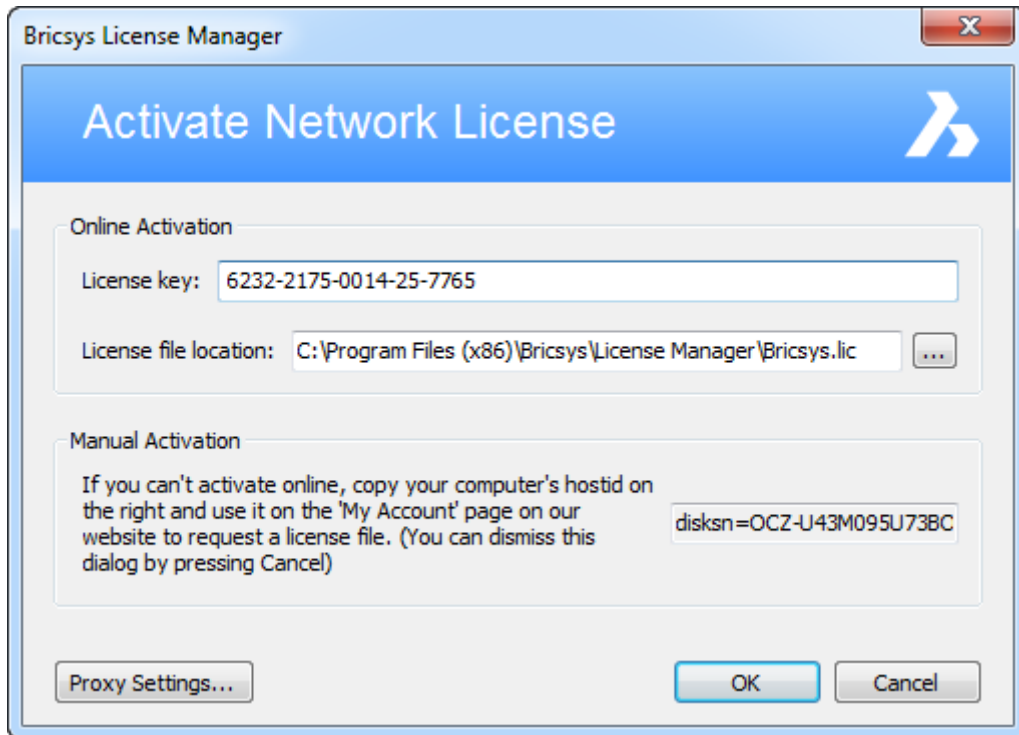 Bricsys License Manager
Activate Network License
Online Activation
License key: 6232-2175-0014-25-7765
License file location: C:\Program Files (x86)\Bricsys\License Manager\Bricsys.lic ...
Manual Activation
If you can't activate online, copy your computer's hostid on
the right and use it on the 'My Account' page on our
website to request a license file. (You can dismiss this
dialog by pressing Cancel)
disksn=OCZ-U43M095U73BC
Proxy Settings... OK Cancel